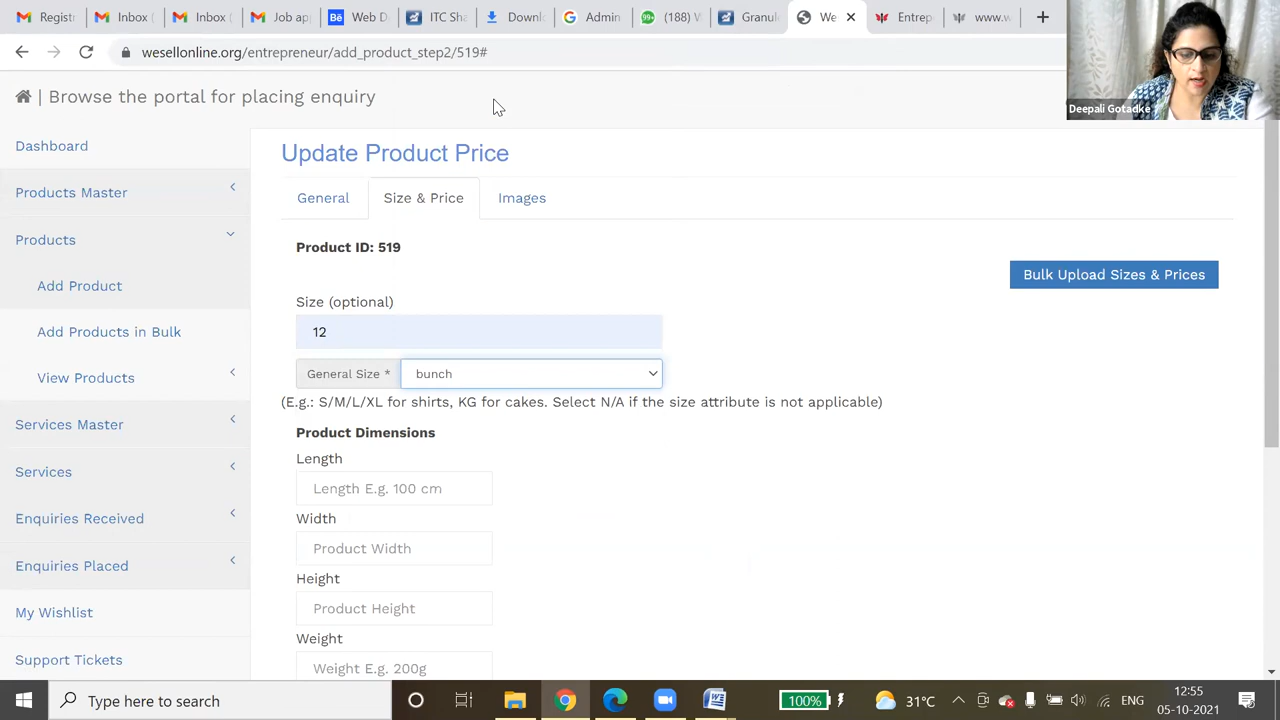 Registr
Inbox (
Inbox (
Job ap
Bē Web D
ITC Sha
Downl
Admin
99+ (188) W
Granul
We
Entrep
www.w
wesellonline.org/entrepreneur/add_product_step2/519#
Deepali Gotadke
| Browse the portal for placing enquiry
Dashboard
Products Master
Products
Add Product
Add Products in Bulk
View Products
Services Master
Services
Enquiries Received
Enquiries Placed
My Wishlist
Support Tickets
Update Product Price
General
Size & Price
Images
Product ID: 519
Bulk Upload Sizes & Prices
Size (optional)
12
General Size *
bunch
(E.g.: S/M/L/XL for shirts, KG for cakes. Select N/A if the size attribute is not applicable)
Product Dimensions
Length
Length E.g. 100 cm
Width
Product Width
Height
Product Height
Weight
Weight E.g. 200g
Type here to search
100%
31°C
ENG
12:55
05-10-2021